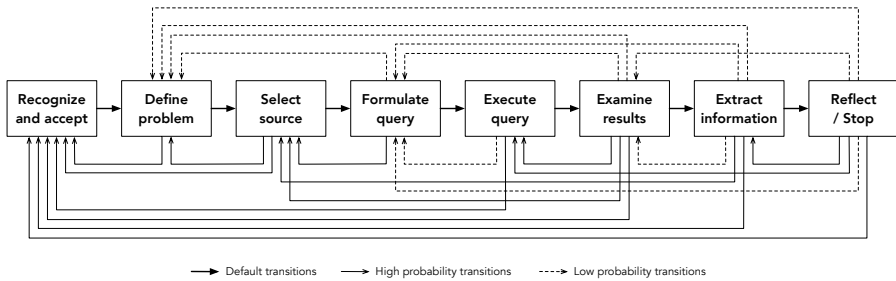 Recognize
and accept
Define
problem
Select
source
Formulate
query
Execute
query
Examine
results
Extract
information
Reflect
/ Stop
Default transitions
High probability transitions
Low probability transitions